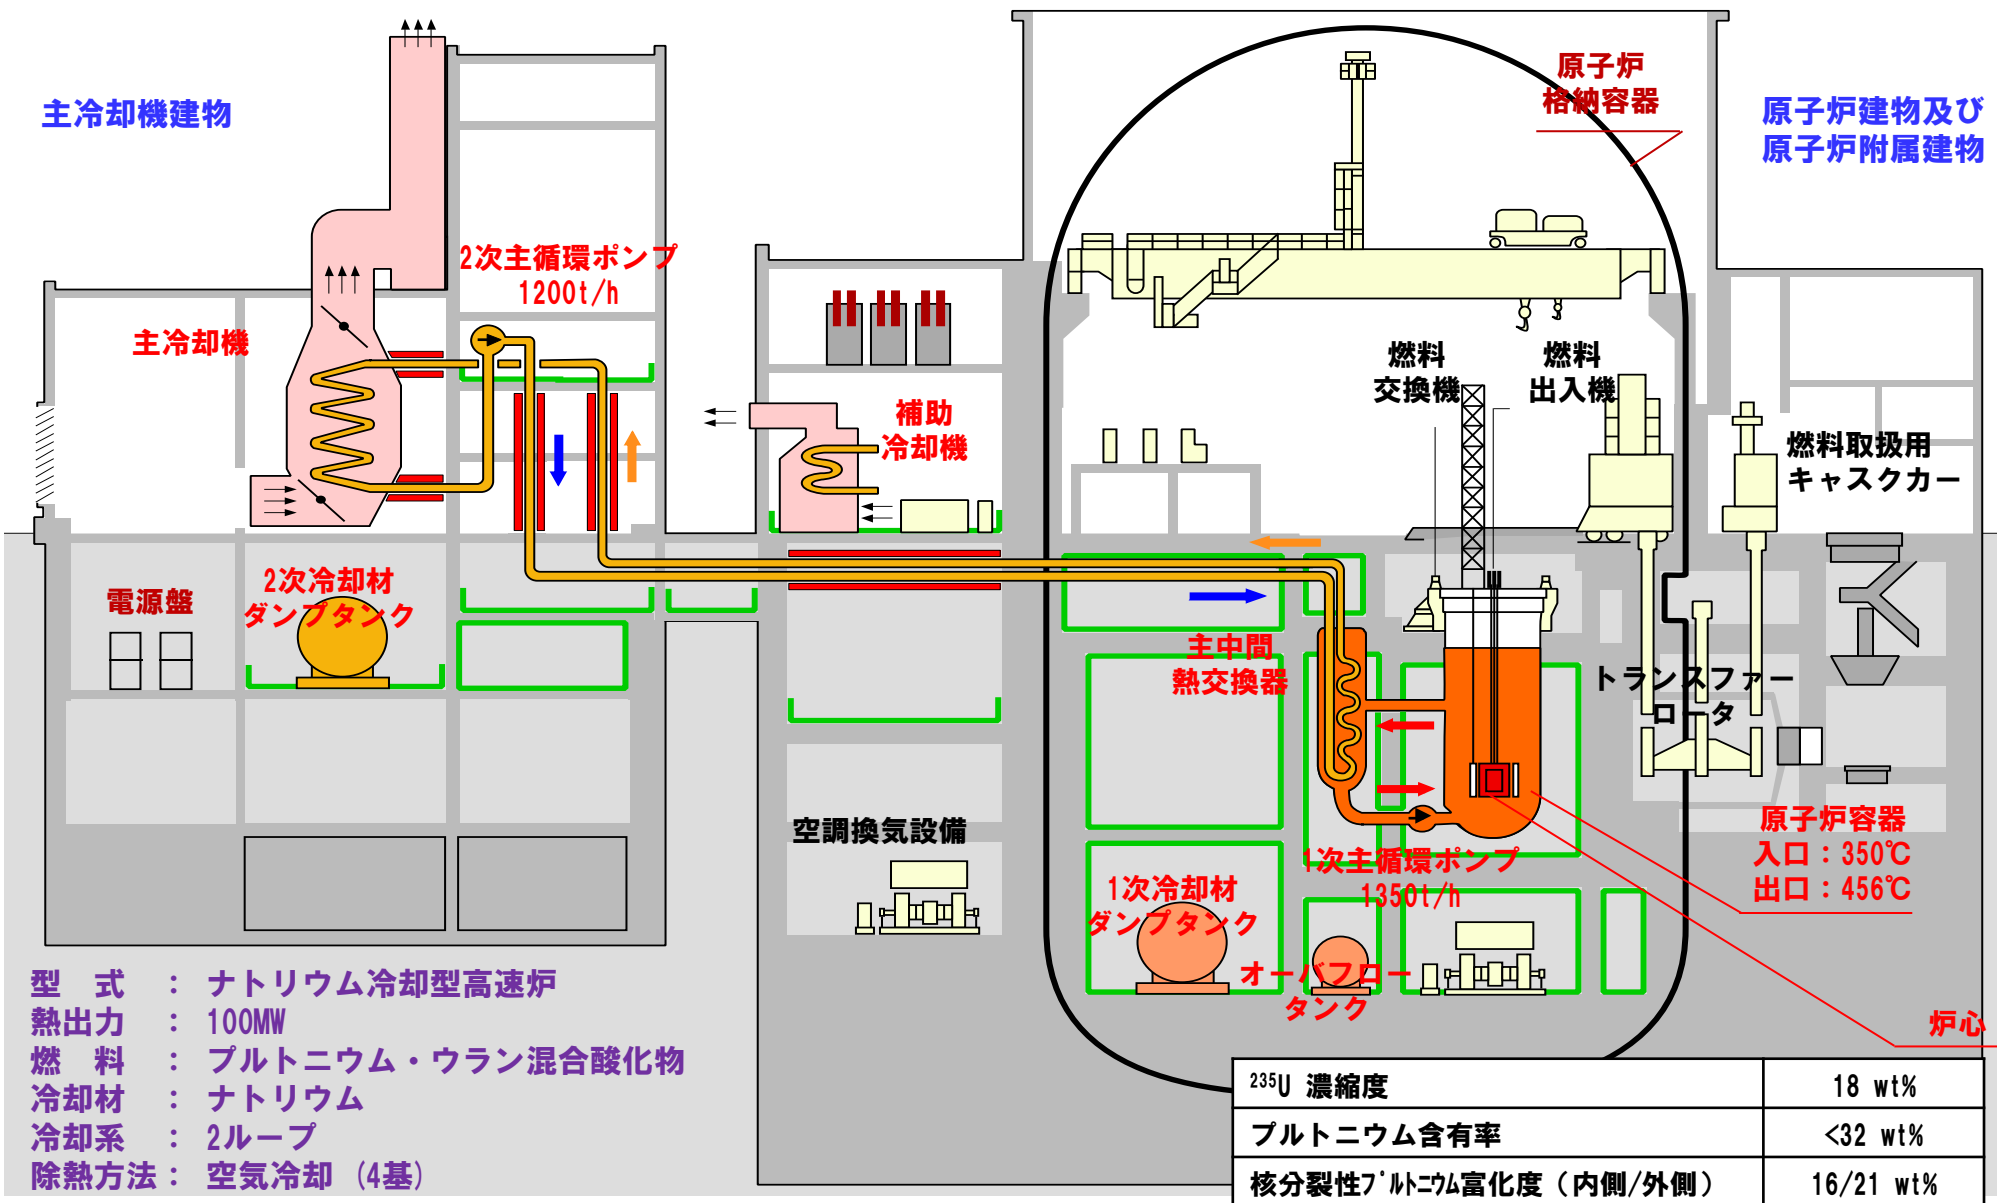 主冷却機建物
原子炉
格納容器
原子炉建物及び
原子炉附属建物
2次主循環ポンプ
1200t/h
主冷却機
補助
冷却機
燃料
交換機
燃料
出入機
燃料取扱用
キャスクカー
電源盤
2次冷却材
ダンプタンク
主中間
熱交換器
トランスファー
ロータ
空調換気設備
1次主循環ポンプ
1350t/h
原子炉容器
入口:350℃
出口:456℃
1次冷却材
ダンプタンク
オーバフロー
タンク
炉心
型 式 : ナトリウム冷却型高速炉
熱出力 : 100MW
燃 料 : プルトニウム・ウラン混合酸化物
冷却材 : ナトリウム
冷却系 : 2ループ
除熱方法: 空気冷却 (4基)
²³⁵U 濃縮度 18 wt%
プルトニウム含有率 <32 wt%
核分裂性プルトニウム富化度(内側/外側) 16/21 wt%